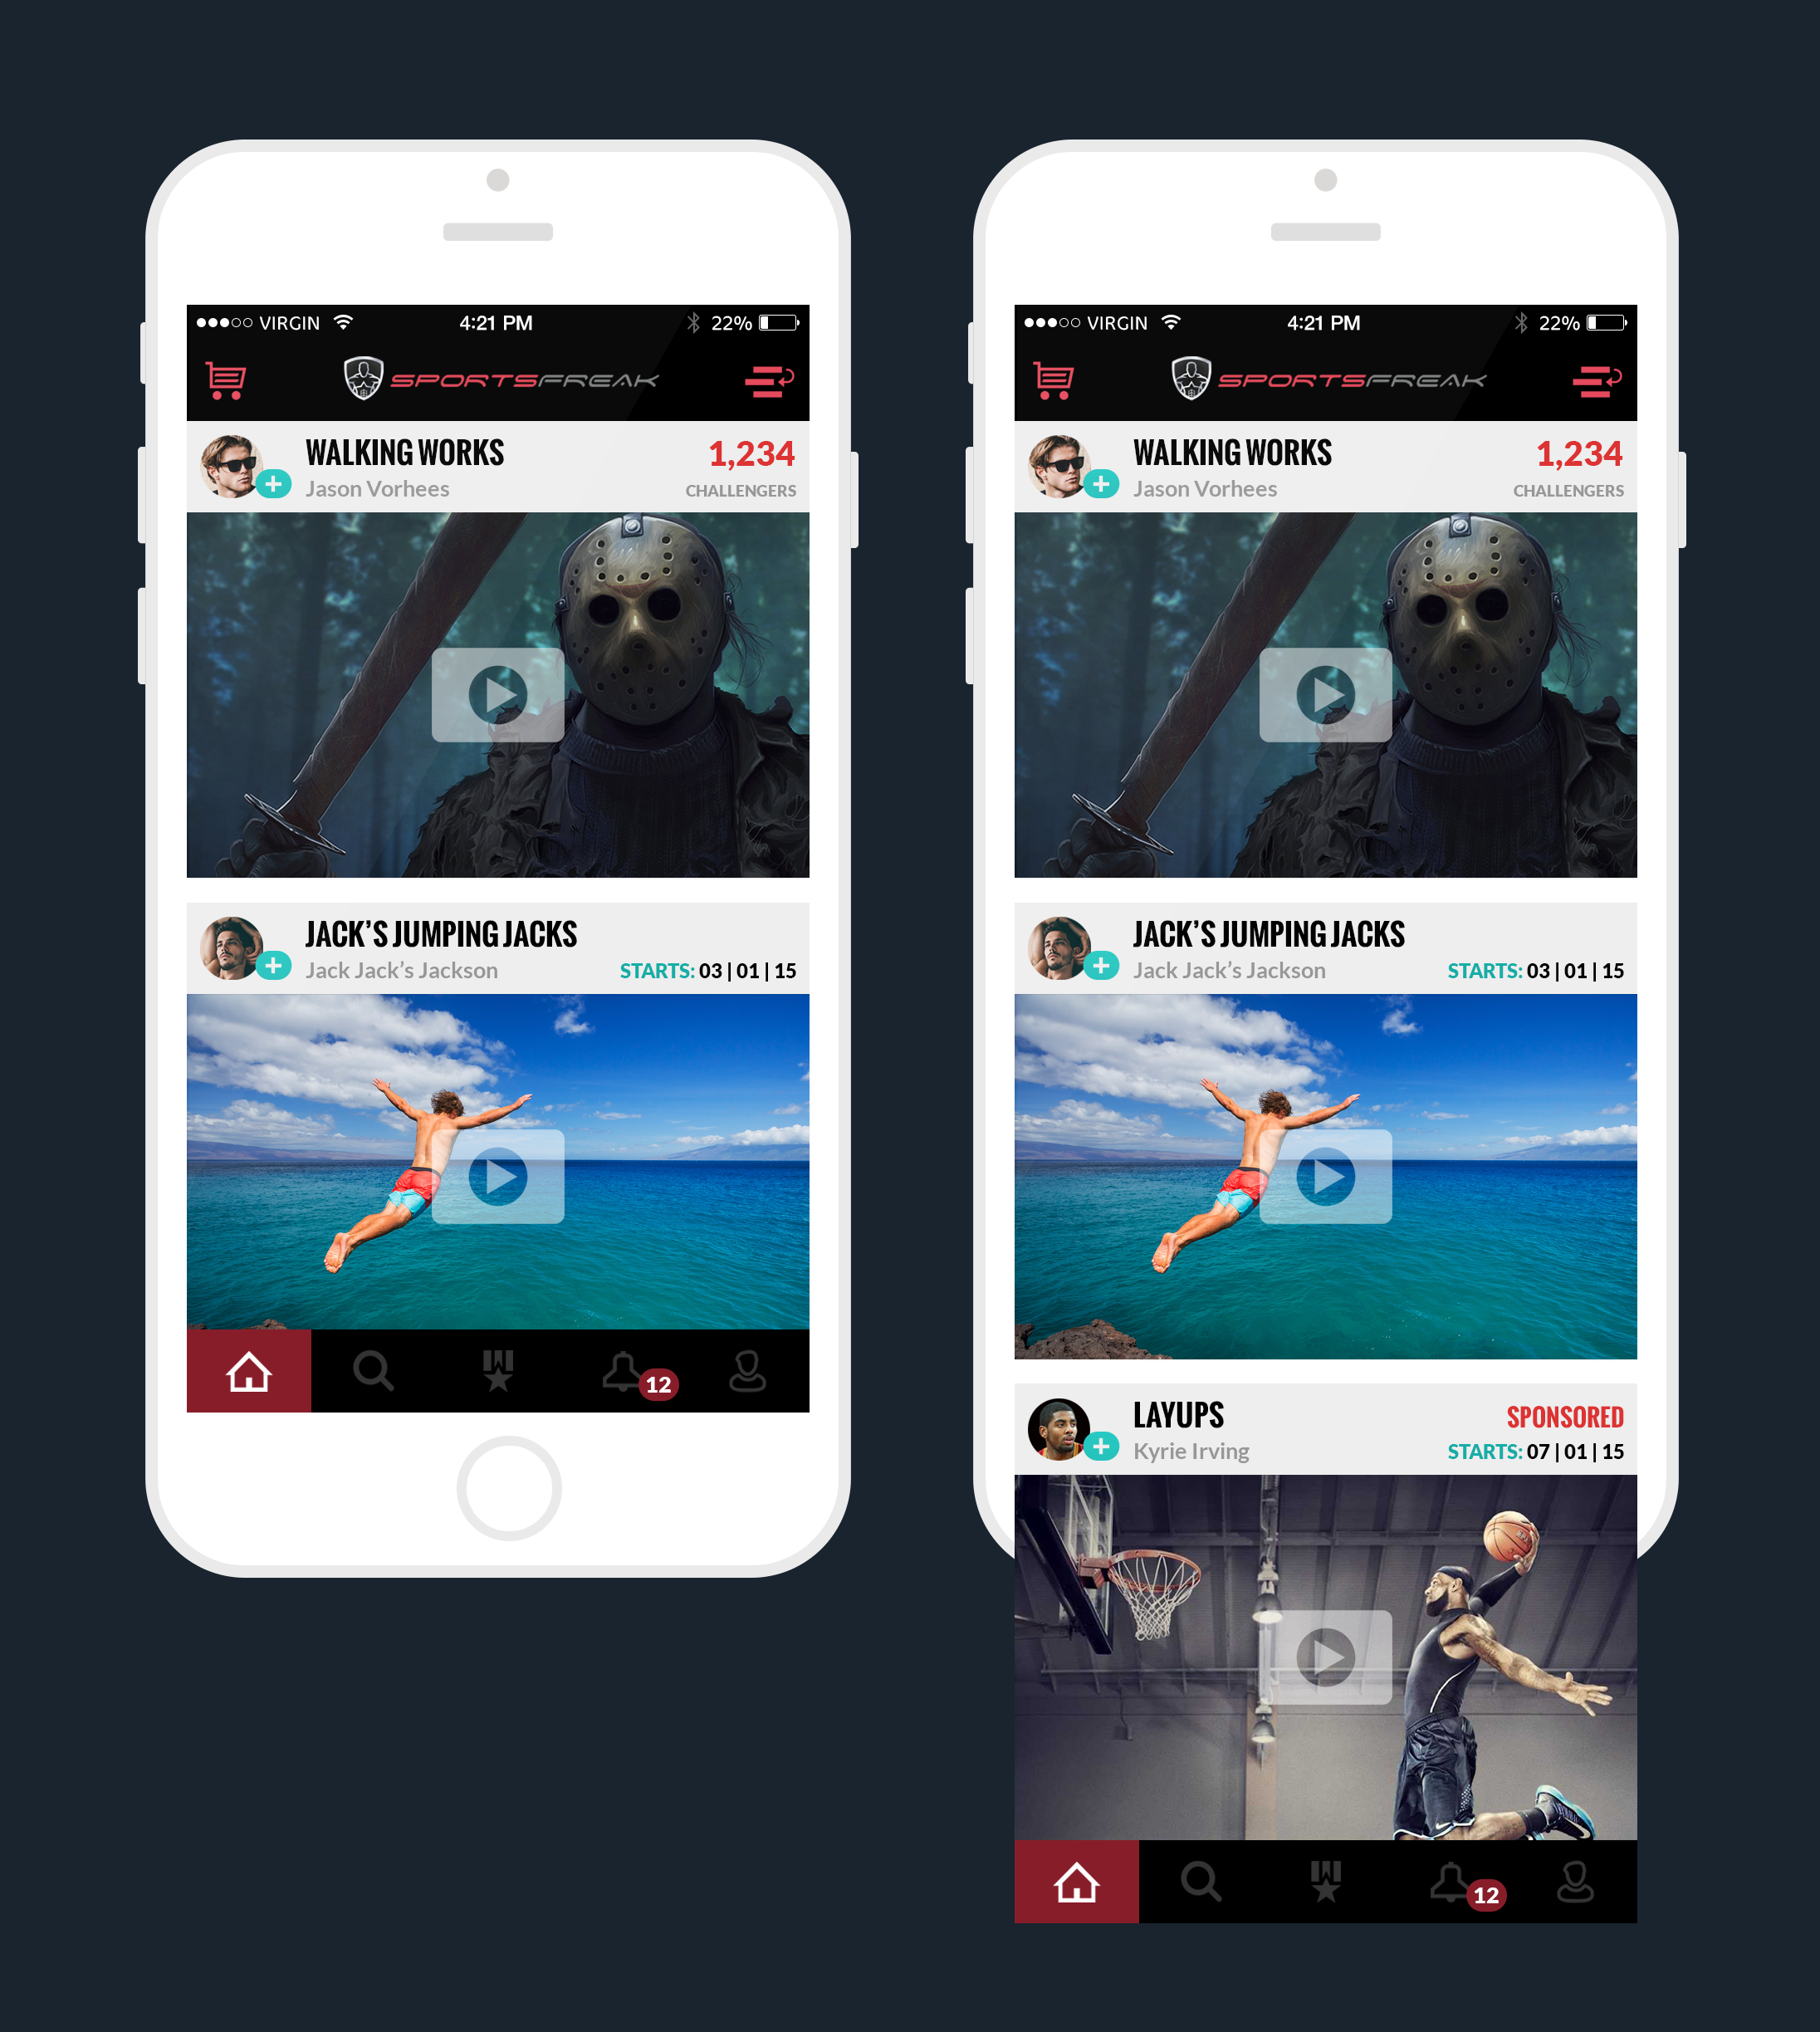 VIRGIN 4:21 PM 22%
SPORTSFREAK
WALKING WORKS 1,234
Jason Vorhees CHALLENGERS
JACK’S JUMPING JACKS
Jack Jack’s Jackson STARTS: 03 | 01 | 15
12
VIRGIN 4:21 PM 22%
SPORTSFREAK
WALKING WORKS 1,234
Jason Vorhees CHALLENGERS
JACK’S JUMPING JACKS
Jack Jack’s Jackson STARTS: 03 | 01 | 15
LAYUPS SPONSORED
Kyrie Irving STARTS: 07 | 01 | 15
12